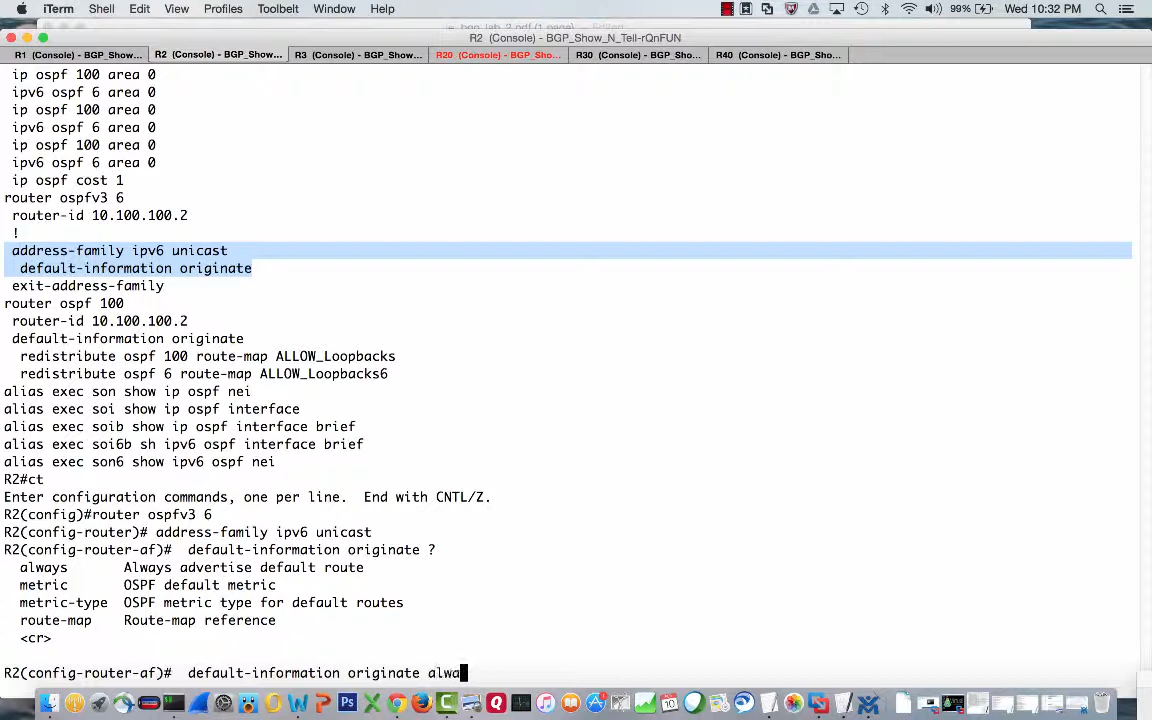 iTerm Shell Edit View Profiles Toolbelt Window Help 99% Wed 10:32 PM
R2 (Console) - BGP_Show_N_Tell-rQnFUN
R1 (Console) - BGP_Show... R2 (Console) - BGP_Show... R3 (Console) - BGP_Show... R20 (Console) - BGP_Sho... R30 (Console) - BGP_Sho... R40 (Console) - BGP_Sho...
ip ospf 100 area 0
ipv6 ospf 6 area 0
ip ospf 100 area 0
ipv6 ospf 6 area 0
ip ospf 100 area 0
ipv6 ospf 6 area 0
ip ospf cost 1
router ospfv3 6
router-id 10.100.100.2
!
address-family ipv6 unicast
default-information originate
exit-address-family
router ospf 100
router-id 10.100.100.2
default-information originate
redistribute ospf 100 route-map ALLOW_Loopbacks
redistribute ospf 6 route-map ALLOW_Loopbacks6
alias exec son show ip ospf nei
alias exec soi show ip ospf interface
alias exec soib show ip ospf interface brief
alias exec soi6b sh ipv6 ospf interface brief
alias exec son6 show ipv6 ospf nei
R2#ct
Enter configuration commands, one per line.  End with CNTL/Z.
R2(config)#router ospfv3 6
R2(config-router)# address-family ipv6 unicast
R2(config-router-af)#  default-information originate ?
always       Always advertise default route
metric       OSPF default metric
metric-type  OSPF metric type for default routes
route-map    Route-map reference
<cr>
R2(config-router-af)#  default-information originate alwa